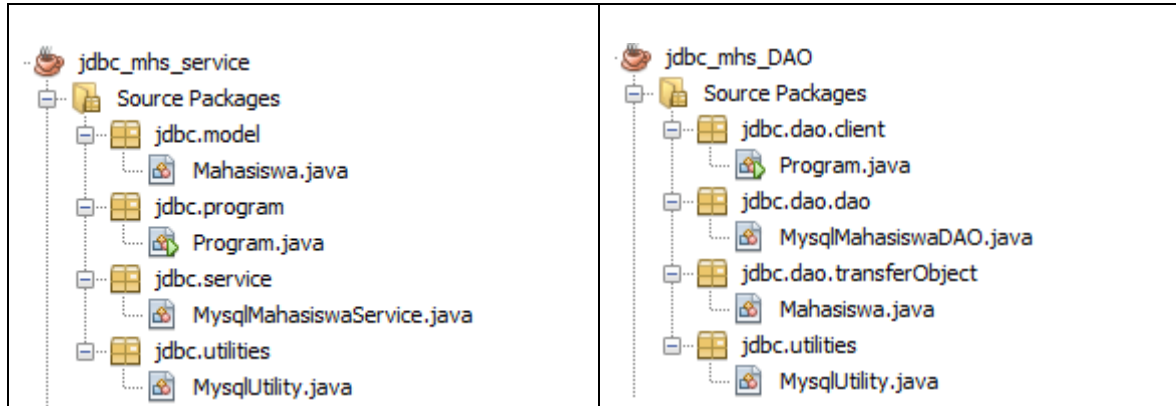 jdbc_mhs_service
Source Packages
jdbc.model
Mahasiswa.java
jdbc.program
Program.java
jdbc.service
MysqlMahasiswaService.java
jdbc.utilities
MysqlUtility.java
jdbc_mhs_DAO
Source Packages
jdbc.dao.client
Program.java
jdbc.dao.dao
MysqlMahasiswaDAO.java
jdbc.dao.transferObject
Mahasiswa.java
jdbc.utilities
MysqlUtility.java